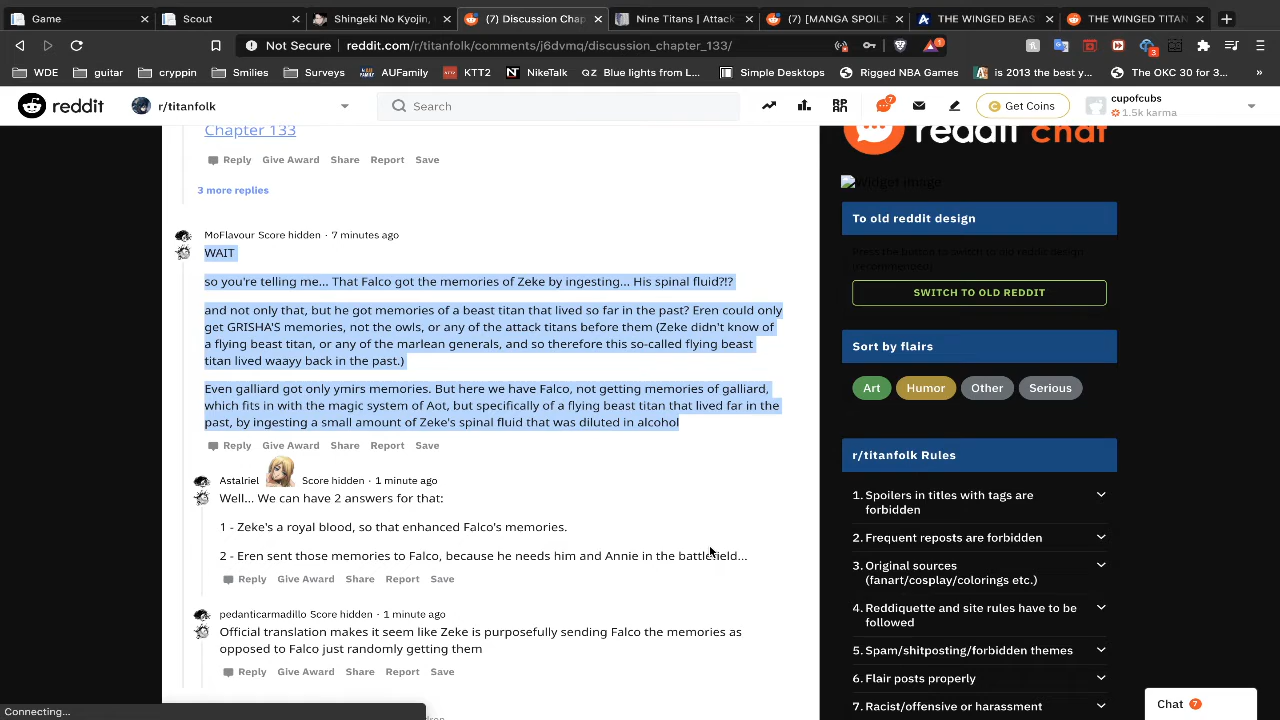 Game
Scout
Shingeki No Kyojin,
(7) Discussion Chap
Nine Titans | Attack
(7) [MANGA SPOILE
THE WINGED BEAS
THE WINGED TITAN
Not Secure
reddit.com/r/titanfolk/comments/j6dvmq/discussion_chapter_133/
1
3
WDE
guitar
cryppin
Smilies
Surveys
AUFamily
KTT2
NikeTalk
Blue lights from L...
Simple Desktops
Rigged NBA Games
is 2013 the best y...
The OKC 30 for 3...
»
reddit
r/titanfolk
Search
7
Get Coins
cupofcubs
1.5k karma
Chapter 133
Reply Give Award Share Report Save
3 more replies
MoFlavour Score hidden · 7 minutes ago
WAIT
so you're telling me... That Falco got the memories of Zeke by ingesting... His spinal fluid?!?
and not only that, but he got memories of a beast titan that lived so far in the past? Eren could only
get GRISHA'S memories, not the owls, or any of the attack titans before them (Zeke didn't know of
a flying beast titan, or any of the marlean generals, and so therefore this so-called flying beast
titan lived waayy back in the past.)
Even galliard got only ymirs memories. But here we have Falco, not getting memories of galliard,
which fits in with the magic system of Aot, but specifically of a flying beast titan that lived far in the
past, by ingesting a small amount of Zeke's spinal fluid that was diluted in alcohol
Reply Give Award Share Report Save
Astalriel Score hidden · 1 minute ago
Well... We can have 2 answers for that:
1 - Zeke's a royal blood, so that enhanced Falco's memories.
2 - Eren sent those memories to Falco, because he needs him and Annie in the battlefield...
Reply Give Award Share Report Save
pedanticarmadillo Score hidden · 1 minute ago
Official translation makes it seem like Zeke is purposefully sending Falco the memories as
opposed to Falco just randomly getting them
Reply Give Award Share Report Save
Connecting...
reddit chat
Widget image
To old reddit design
Press the button to switch to old reddit design
(recommended)
SWITCH TO OLD REDDIT
Sort by flairs
Art
Humor
Other
Serious
r/titanfolk Rules
1. Spoilers in titles with tags are
forbidden
2. Frequent reposts are forbidden
3. Original sources
(fanart/cosplay/colorings etc.)
4. Reddiquette and site rules have to be
followed
5. Spam/shitposting/forbidden themes
6. Flair posts properly
7. Racist/offensive or harassment
Chat 7